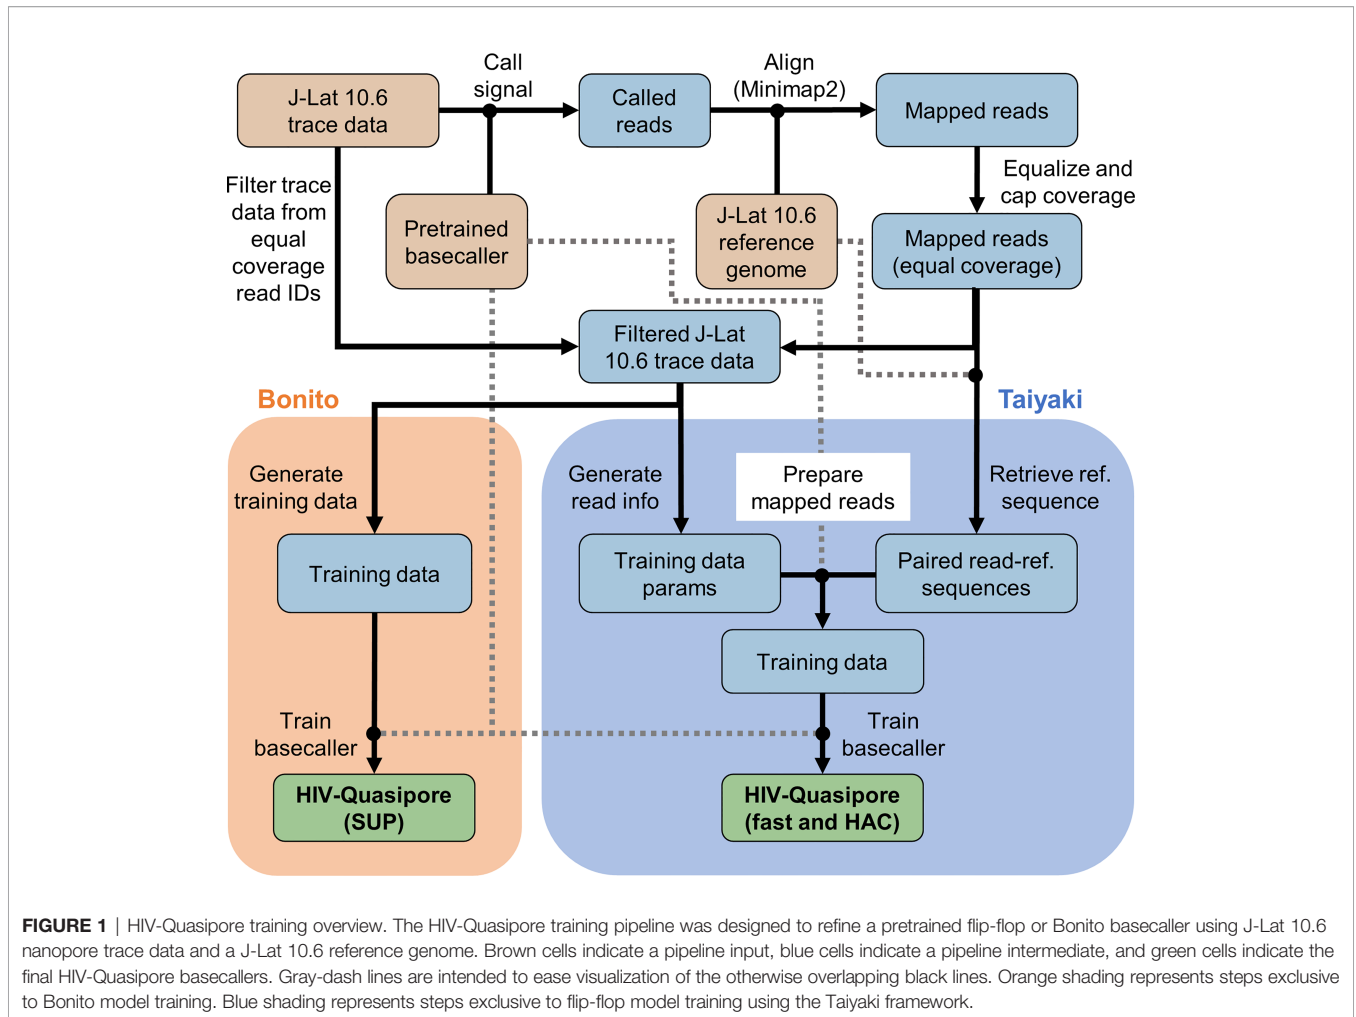 Call
signal
Align
(Minimap2)
J-Lat 10.6
trace data
Called
reads
Mapped reads
Filter trace
data from
equal
coverage
read IDs
Equalize and
cap coverage
Pretrained
basecaller
J-Lat 10.6
reference
genome
Mapped reads
(equal coverage)
Filtered J-Lat
10.6 trace data
Bonito
Taiyaki
Generate
training data
Generate
read info
Prepare
mapped reads
Retrieve ref.
sequence
Training data
Training data
params
Paired read-ref.
sequences
Training data
Train
basecaller
Train
basecaller
HIV-Quasipore
(SUP)
HIV-Quasipore
(fast and HAC)
FIGURE 1 | HIV-Quasipore training overview. The HIV-Quasipore training pipeline was designed to refine a pretrained flip-flop or Bonito basecaller using J-Lat 10.6
nanopore trace data and a J-Lat 10.6 reference genome. Brown cells indicate a pipeline input, blue cells indicate a pipeline intermediate, and green cells indicate the
final HIV-Quasipore basecallers. Gray-dash lines are intended to ease visualization of the otherwise overlapping black lines. Orange shading represents steps exclusive
to Bonito model training. Blue shading represents steps exclusive to flip-flop model training using the Taiyaki framework.